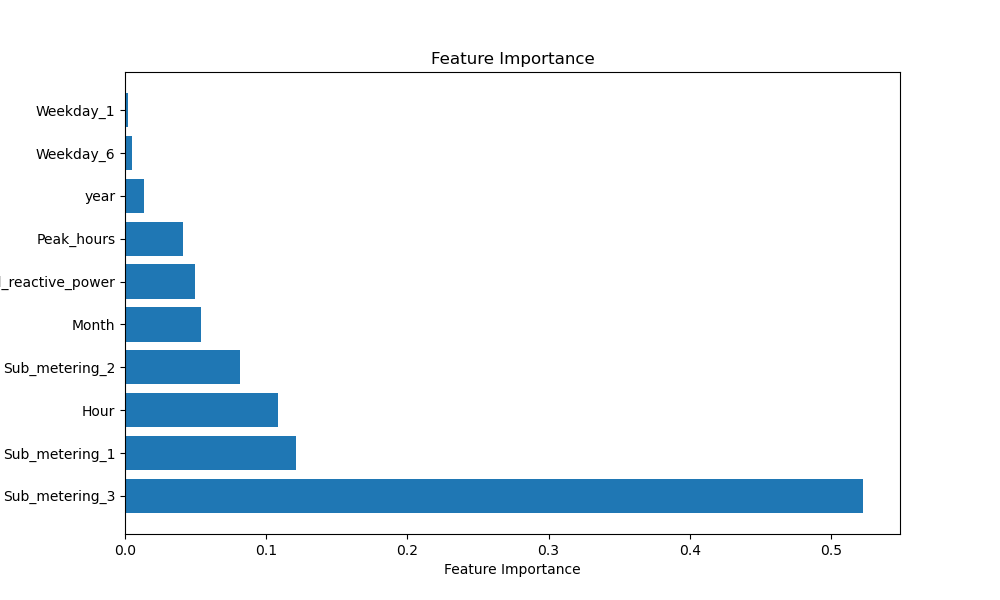 Feature Importance
Weekday_1
Weekday_6
year
Peak_hours
l_reactive_power
Month
Sub_metering_2
Hour
Sub_metering_1
Sub_metering_3
0.0 0.1 0.2 0.3 0.4 0.5
Feature Importance